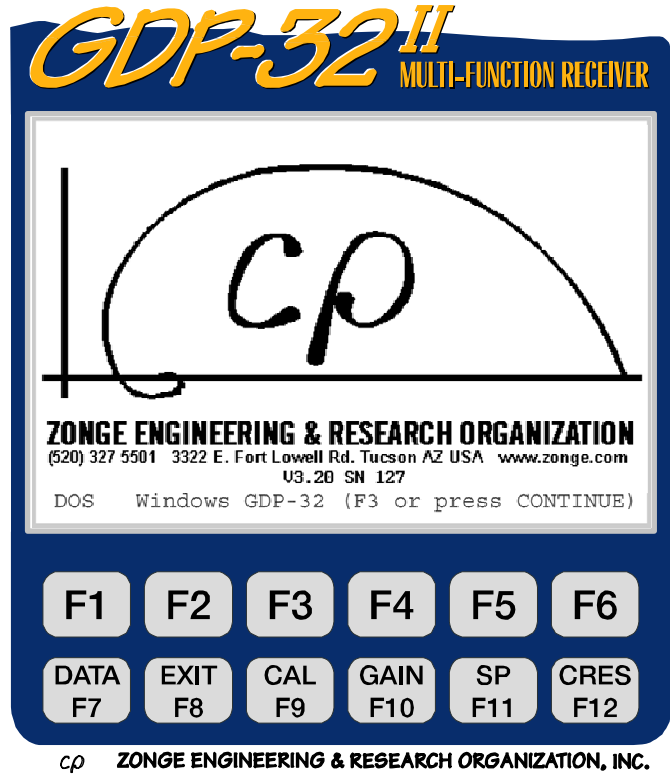 GDP-32 II
MULTI-FUNCTION RECEIVER
cρ
ZONGE ENGINEERING & RESEARCH ORGANIZATION
(520) 327 5501 3322 E. Fort Lowell Rd. Tucson AZ USA www.zonge.com
V3.20 SN 127
DOS Windows GDP-32 (F3 or press CONTINUE)
F1 F2 F3 F4 F5 F6
DATA EXIT CAL GAIN SP CRES
F7 F8 F9 F10 F11 F12
cρ ZONGE ENGINEERING & RESEARCH ORGANIZATION, INC.